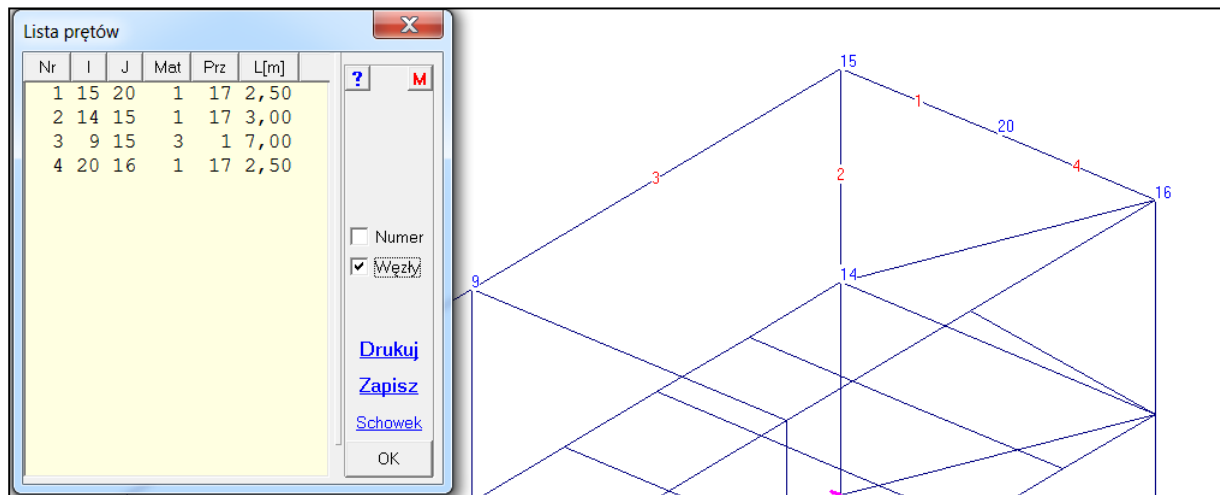 Lista prętów
X
Nr I J Mat Prz L[m]
1 15 20 1 17 2,50
2 14 15 1 17 3,00
3 9 15 3 1 7,00
4 20 16 1 17 2,50
? M
Numer
Węzły
Drukuj
Zapisz
Schowek
OK
15
1
20
4
16
3
2
14
9